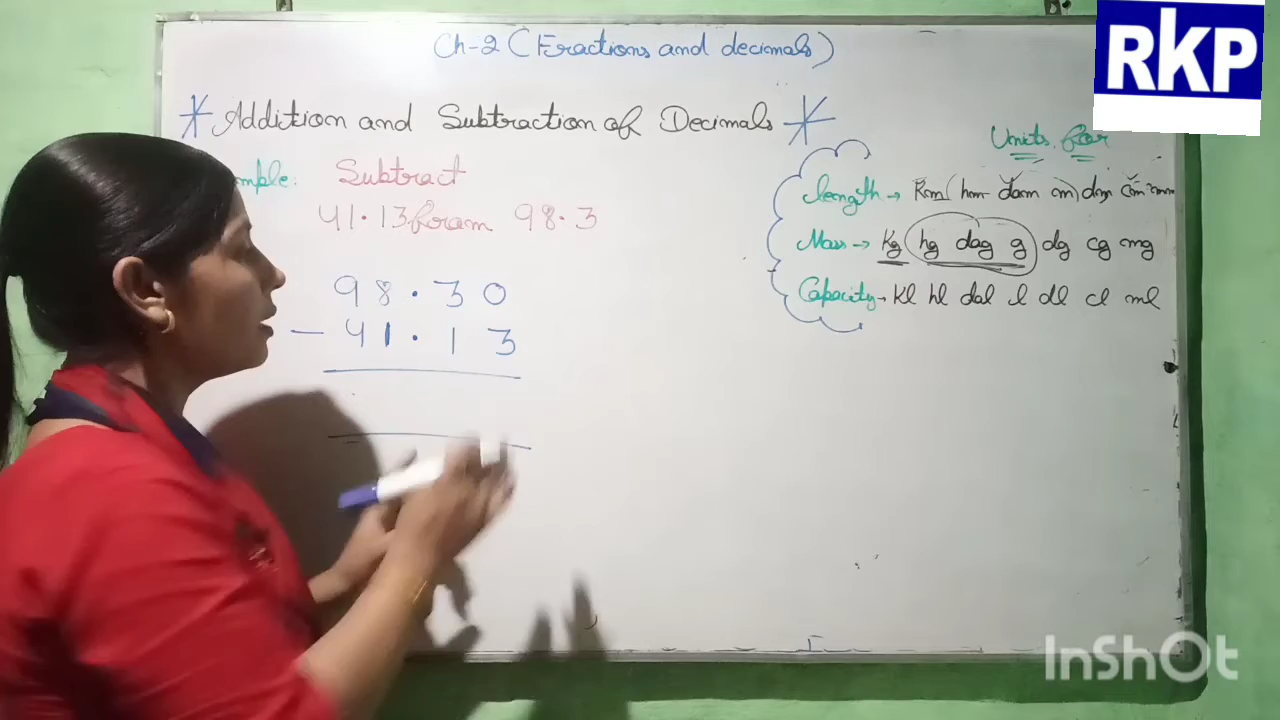 RKP
Ch-2 (Fractions and decimals)
Addition and Subtraction of Decimals
mple: Subtract
41.13 foram 98.3
98.30
- 41.13
Units for
Length → Km hm dam m dm cm mm
Mass → Kg hg dag g dg cg mg
Capacity → Kl hl dal l dl cl ml
InShOt